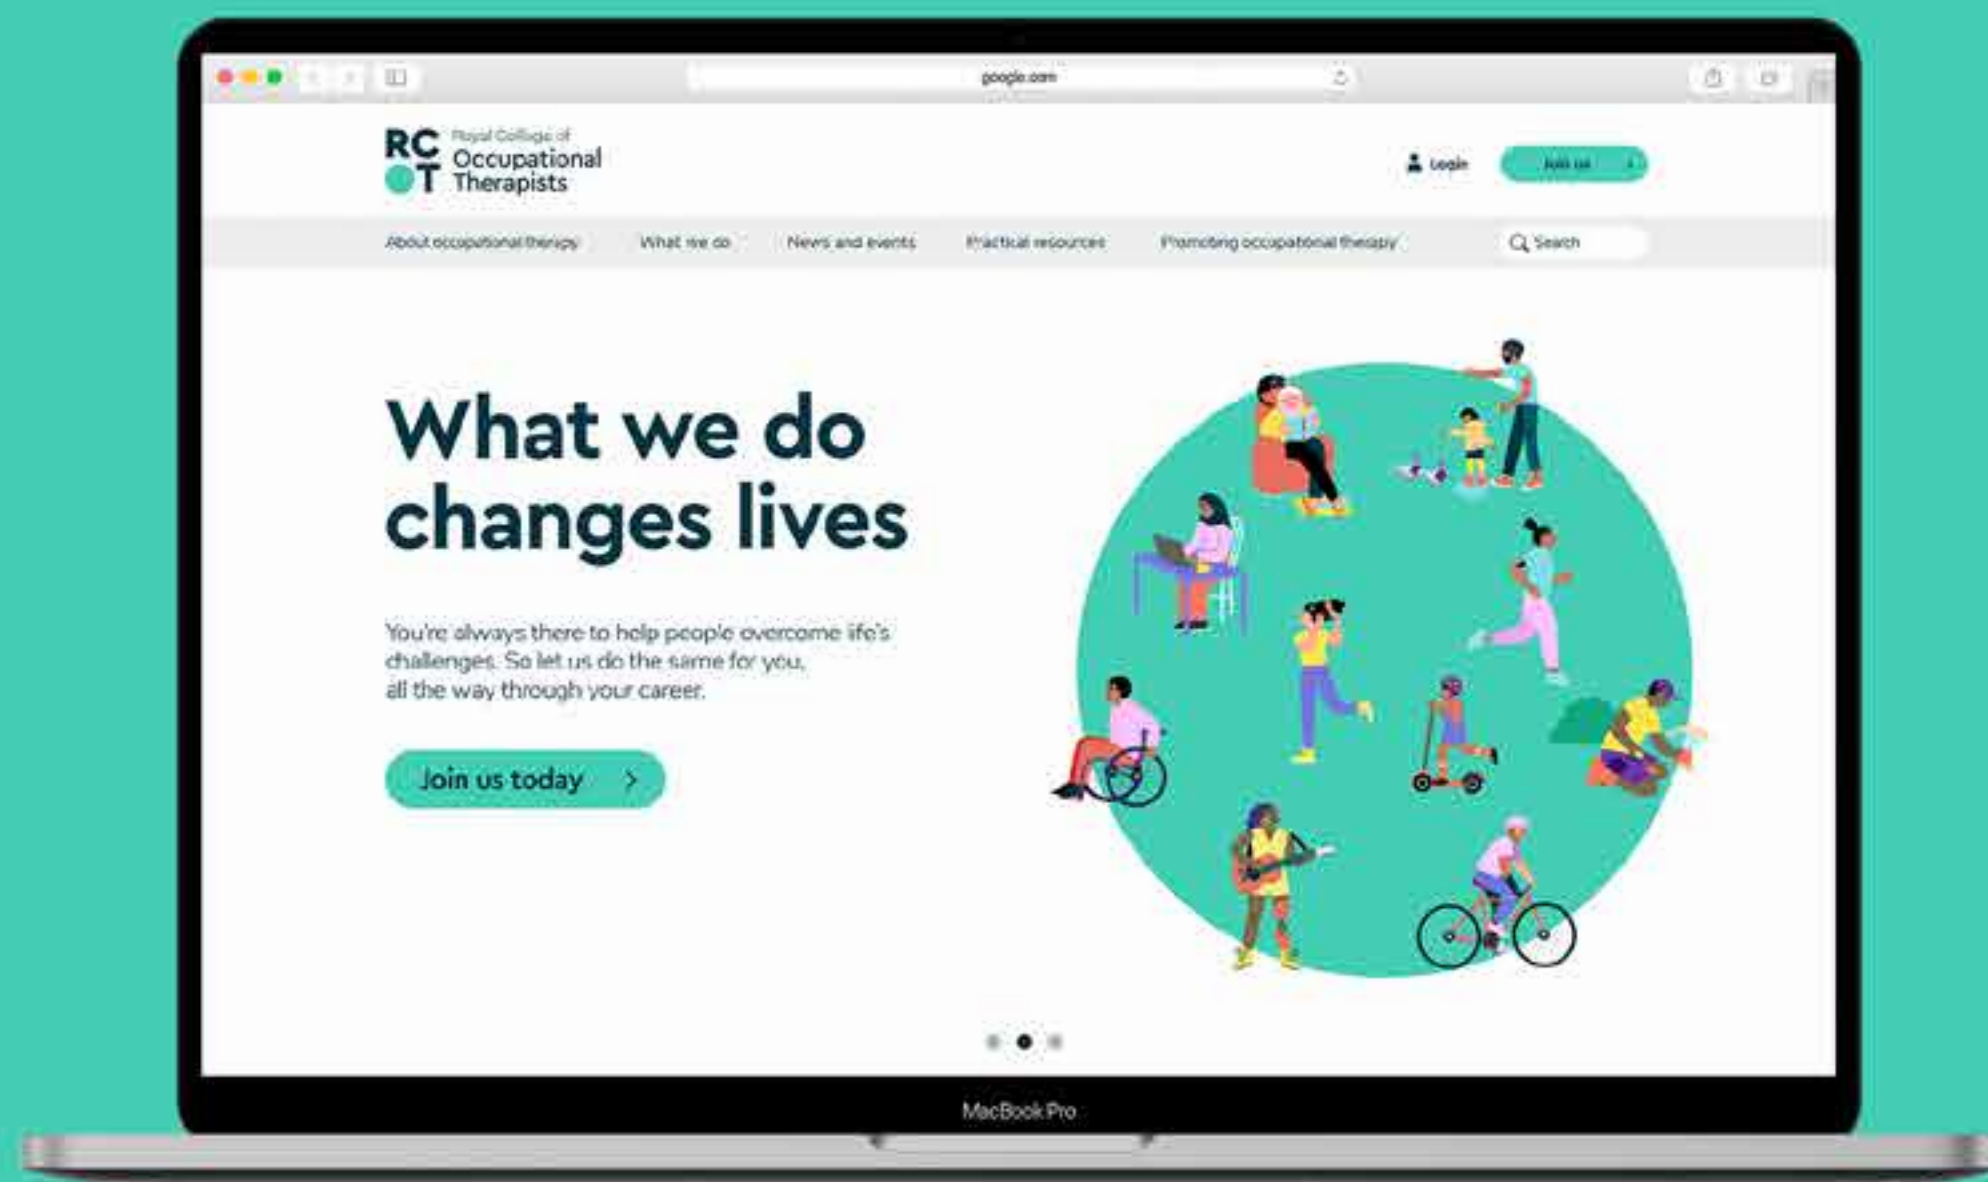 google.com
RC
T
Royal College of
Occupational
Therapists
Login
Join us
About occupational therapy
What we do
News and events
Practical resources
Promoting occupational therapy
Search
What we do
changes lives
You're always there to help people overcome life's
challenges. So let us do the same for you,
all the way through your career.
Join us today
MacBook Pro